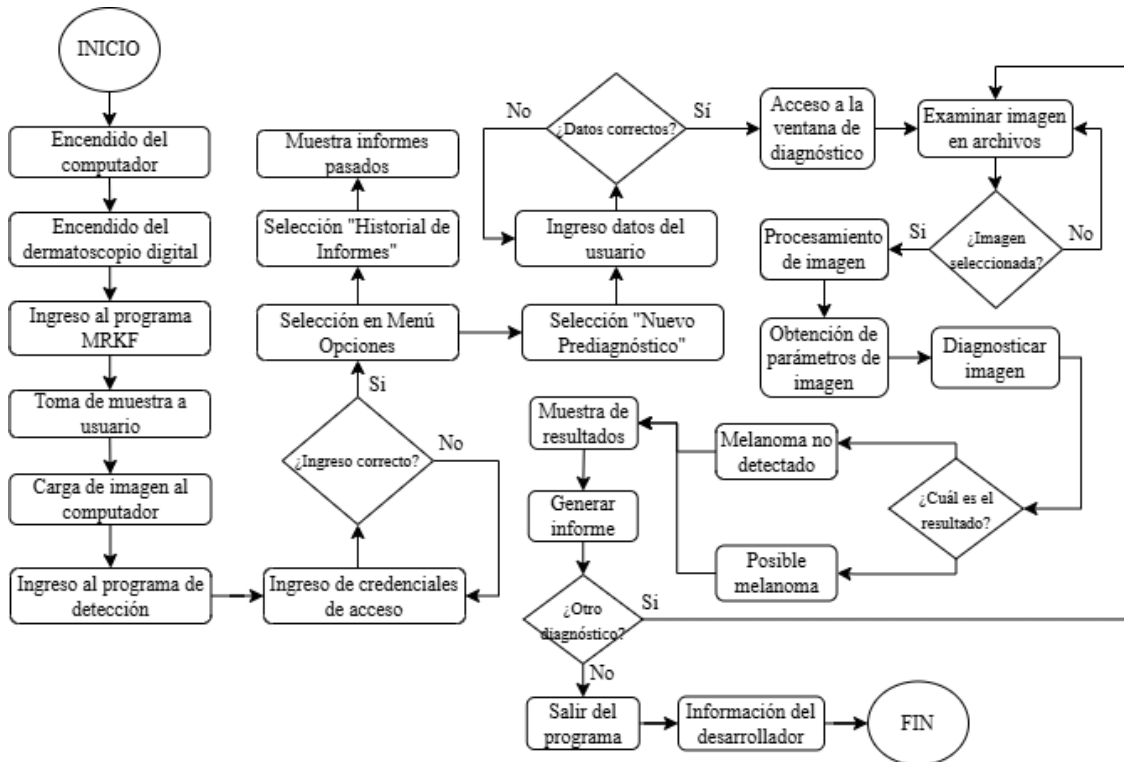 INICIO
Encendido del
computador
Encendido del
dermatoscopio digital
Ingreso al programa
MRKF
Toma de muestra a
usuario
Carga de imagen al
computador
Ingreso al programa de
detección
Ingreso de credenciales
de acceso
¿Ingreso correcto?
No
Si
Selección en Menú
Opciones
Selección "Historial de
Informes"
Muestra informes
pasados
Selección "Nuevo
Prediagnóstico"
Ingreso datos del
usuario
¿Datos correctos?
No
Sí
Acceso a la
ventana de
diagnóstico
Examinar imagen
en archivos
¿Imagen
seleccionada?
No
Si
Procesamiento
de imagen
Obtención de
parámetros de
imagen
Diagnosticar
imagen
¿Cuál es el
resultado?
Melanoma no
detectado
Posible
melanoma
Muestra de
resultados
Generar
informe
¿Otro
diagnóstico?
Si
No
Salir del
programa
Información del
desarrollador
FIN